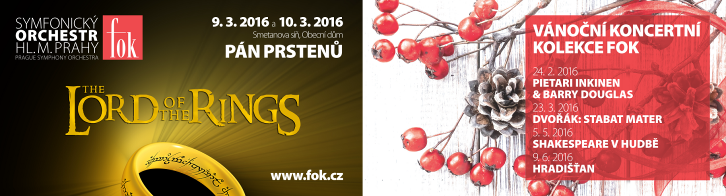 SYMFONICKÝ
ORCHESTR
HL. M. PRAHY
PRAGUE SYMPHONY ORCHESTRA
fok
9. 3. 2016 a 10. 3. 2016
Smetanova síň, Obecní dům
PÁN PRSTENŮ
THE
LORD OF THE RINGS
www.fok.cz
VÁNOČNÍ KONCERTNÍ
KOLEKCE FOK
24. 2. 2016
PIETARI INKINEN
& BARRY DOUGLAS
23. 3. 2016
DVOŘÁK: STABAT MATER
5. 5. 2016
SHAKESPEARE V HUDBĚ
9. 6. 2016
HRADIŠŤAN